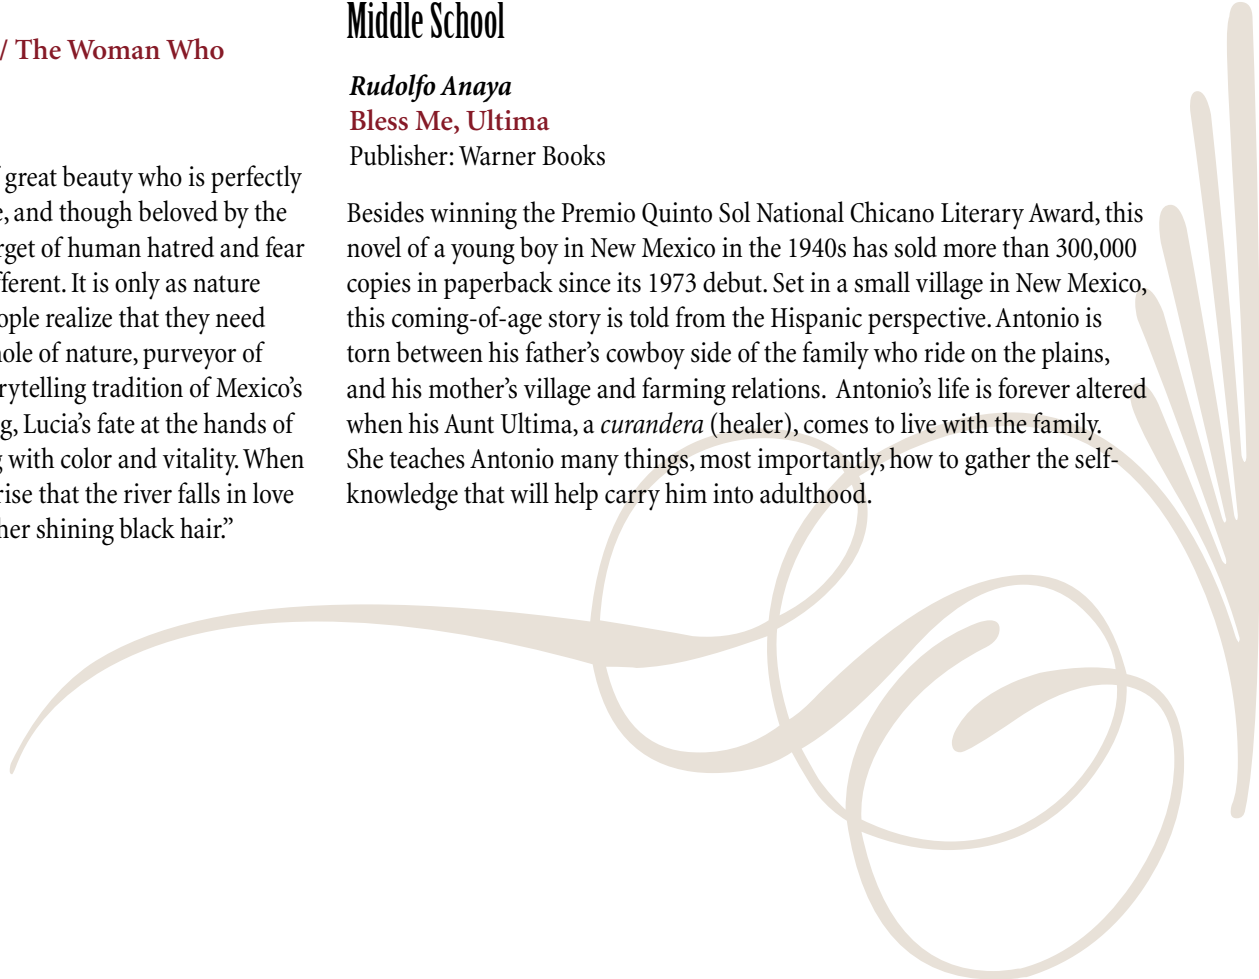 / The Woman Who
great beauty who is perfectly
, and though beloved by the
rget of human hatred and fear
fferent. It is only as nature
ople realize that they need
ole of nature, purveyor of
rytelling tradition of Mexico’s
g, Lucia’s fate at the hands of
g with color and vitality. When
rise that the river falls in love
her shining black hair.”
Middle School
Rudolfo Anaya
Bless Me, Ultima
Publisher: Warner Books
Besides winning the Premio Quinto Sol National Chicano Literary Award, this
novel of a young boy in New Mexico in the 1940s has sold more than 300,000
copies in paperback since its 1973 debut. Set in a small village in New Mexico,
this coming-of-age story is told from the Hispanic perspective. Antonio is
torn between his father’s cowboy side of the family who ride on the plains,
and his mother’s village and farming relations.  Antonio’s life is forever altered
when his Aunt Ultima, a curandera (healer), comes to live with the family.
She teaches Antonio many things, most importantly, how to gather the self-
knowledge that will help carry him into adulthood.